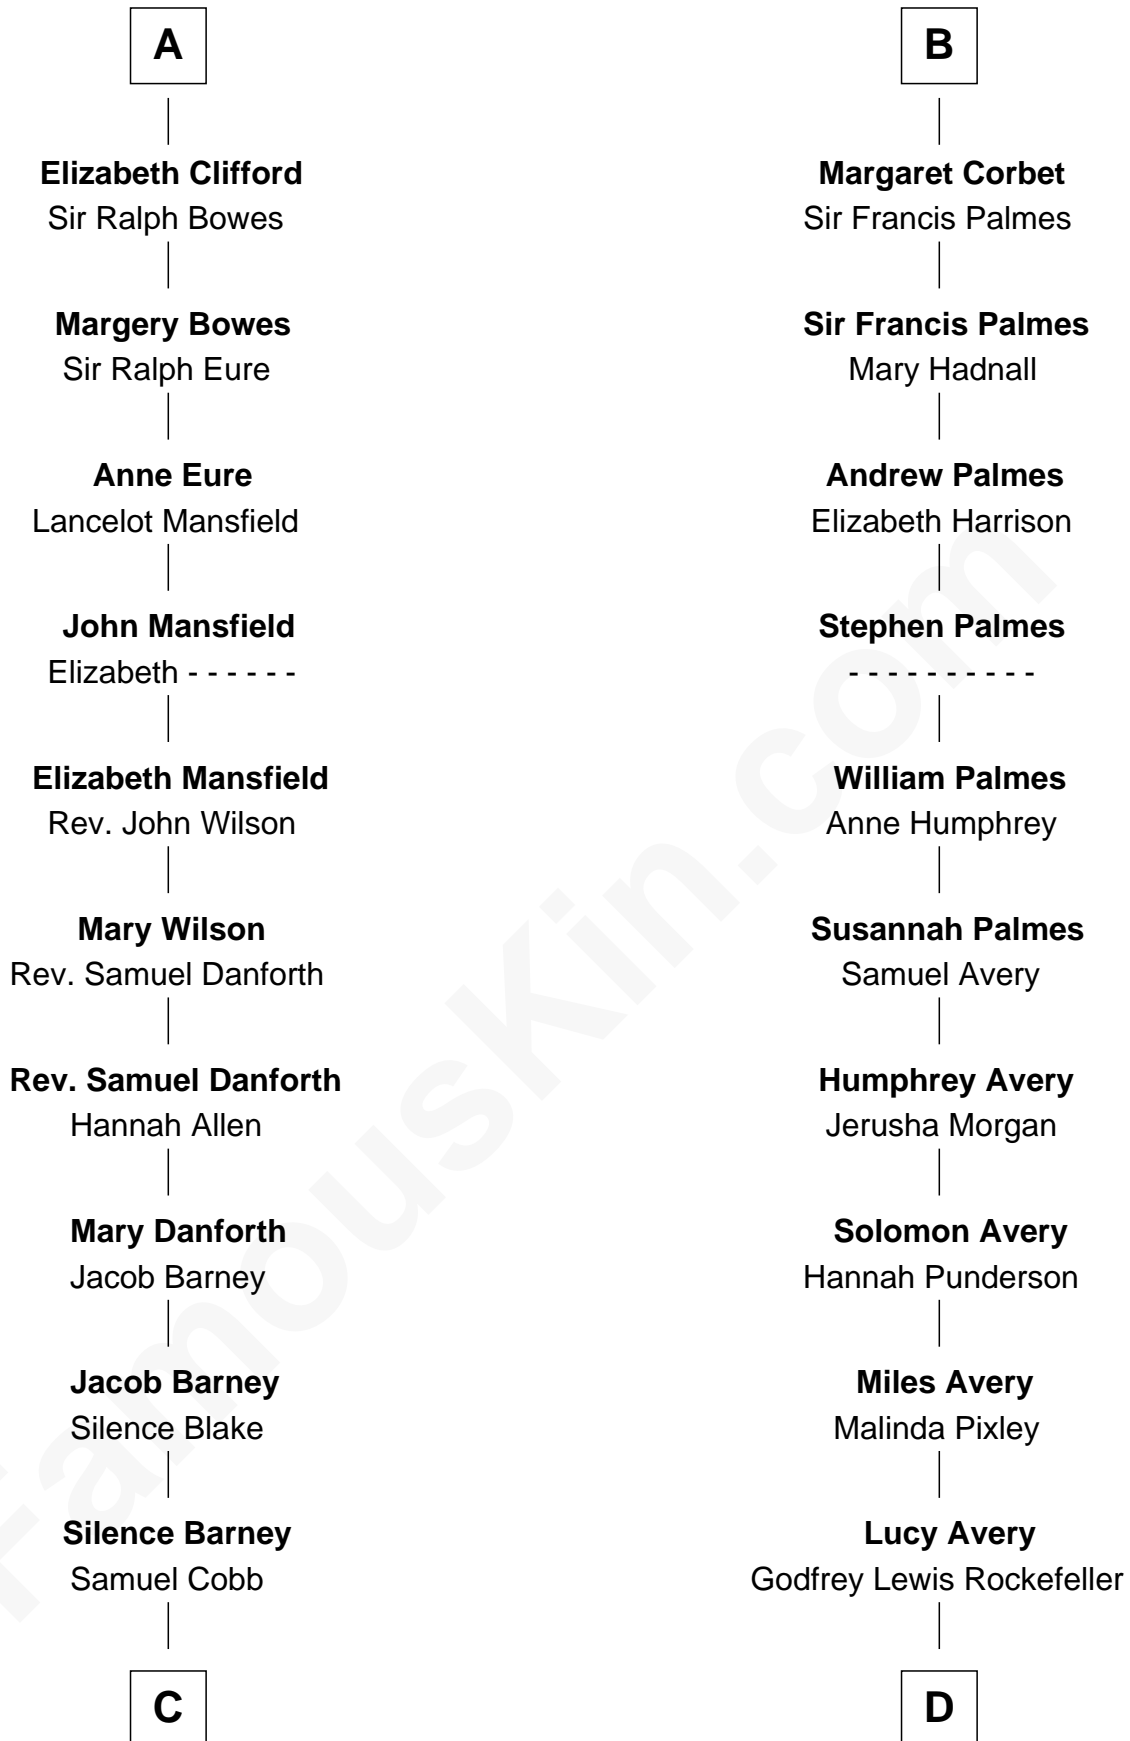 A
Elizabeth Clifford
Sir Ralph Bowes
Margery Bowes
Sir Ralph Eure
Anne Eure
Lancelot Mansfield
John Mansfield
Elizabeth - - - - - -
Elizabeth Mansfield
Rev. John Wilson
Mary Wilson
Rev. Samuel Danforth
Rev. Samuel Danforth
Hannah Allen
Mary Danforth
Jacob Barney
Jacob Barney
Silence Blake
Silence Barney
Samuel Cobb
C
B
Margaret Corbet
Sir Francis Palmes
Sir Francis Palmes
Mary Hadnall
Andrew Palmes
Elizabeth Harrison
Stephen Palmes
- - - - - - - - - -
William Palmes
Anne Humphrey
Susannah Palmes
Samuel Avery
Humphrey Avery
Jerusha Morgan
Solomon Avery
Hannah Punderson
Miles Avery
Malinda Pixley
Lucy Avery
Godfrey Lewis Rockefeller
D
FamousKin.com